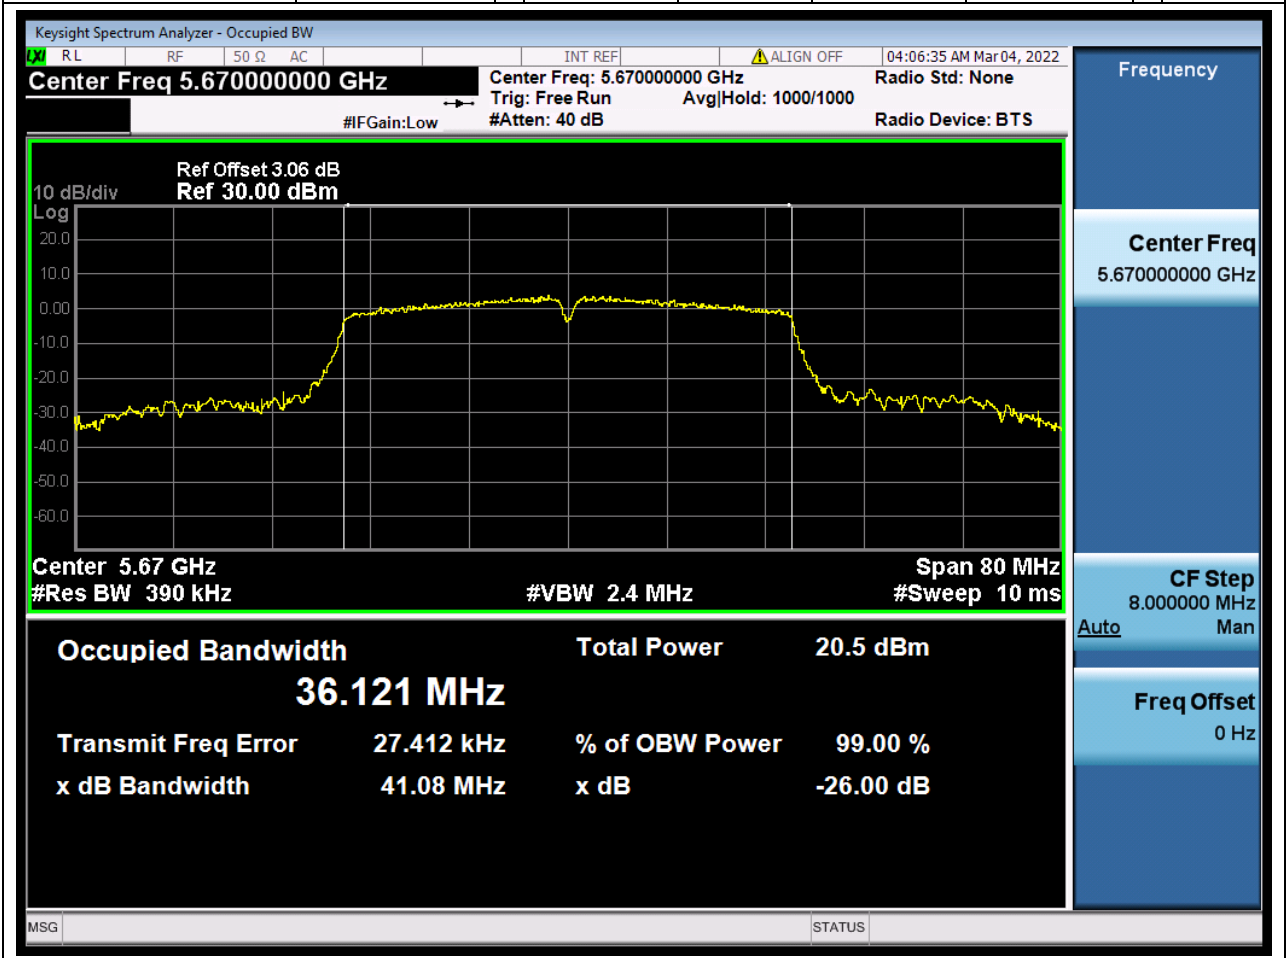 Keysight Spectrum Analyzer - Occupied BW
LXI RL RF 50 Ω AC INT REF ALIGN OFF 04:06:35 AM Mar 04, 2022
Center Freq 5.670000000 GHz
Center Freq: 5.670000000 GHz
Radio Std: None
Trig: Free Run Avg|Hold: 1000/1000
#IFGain:Low
#Atten: 40 dB
Radio Device: BTS
Ref Offset 3.06 dB
10 dB/div Ref 30.00 dBm
Log
20.0
10.0
0.00
-10.0
-20.0
-30.0
-40.0
-50.0
-60.0
Center 5.67 GHz Span 80 MHz
#Res BW 390 kHz #VBW 2.4 MHz #Sweep 10 ms
Occupied Bandwidth Total Power 20.5 dBm
36.121 MHz
Transmit Freq Error 27.412 kHz % of OBW Power 99.00 %
x dB Bandwidth 41.08 MHz x dB -26.00 dB
Frequency
Center Freq
5.670000000 GHz
CF Step
8.000000 MHz
Auto Man
Freq Offset
0 Hz
MSG STATUS